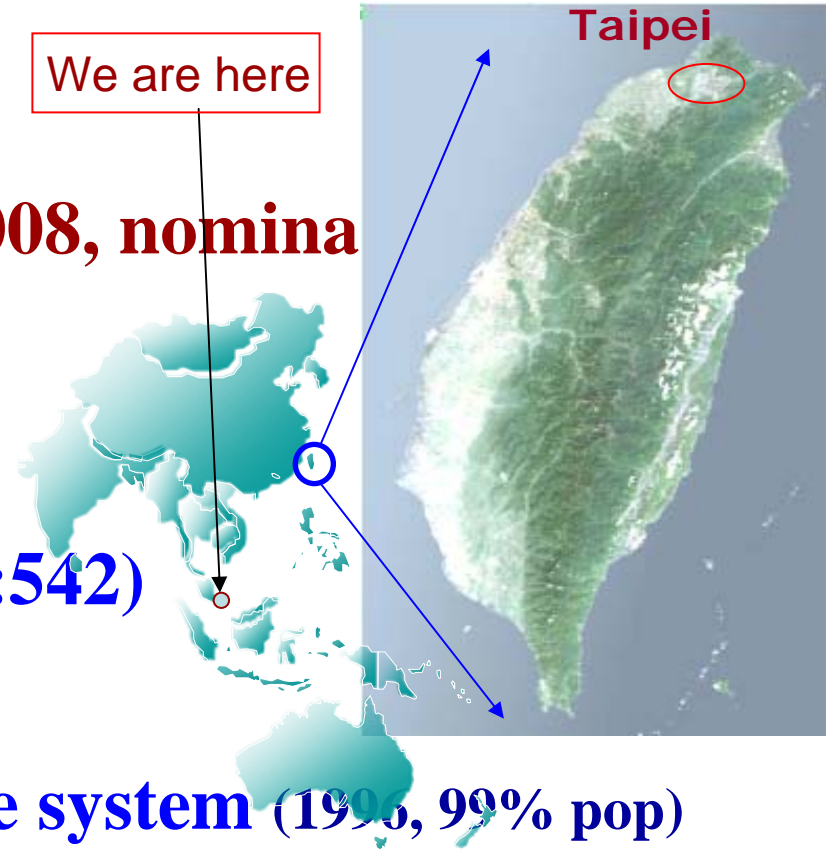 Taipei
We are here
008, nomina
:542)
e system (1996, 99% pop)